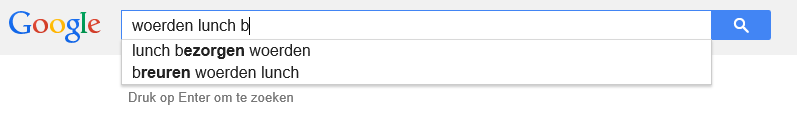 Google woerden lunch b
lunch bezorgen woerden
breuren woerden lunch
Druk op Enter om te zoeken